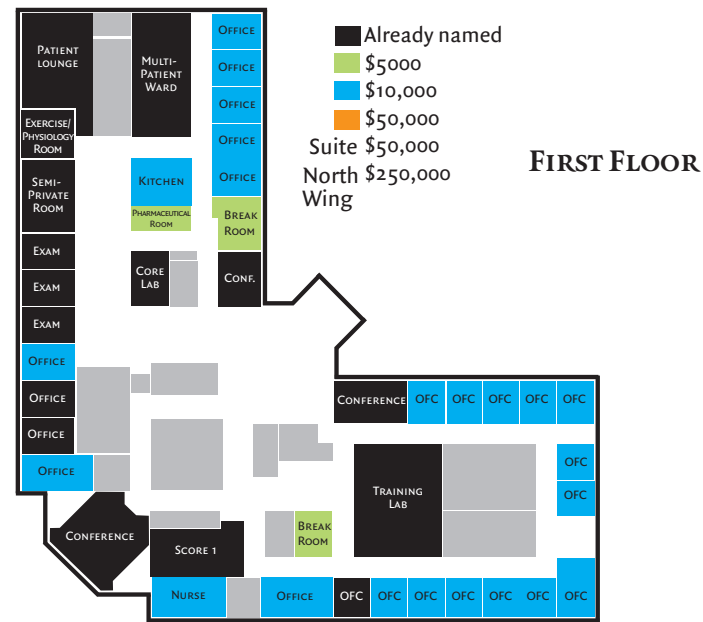 Patient
lounge
Multi-
Patient
Ward
Office
Office
Office
Office
Office
Already named
$5000
$10,000
$50,000
Suite $50,000
North $250,000
Wing
First Floor
Exercise/
Physiology
Room
Semi-
Private
Room
Kitchen
Pharmaceutical
Room
Break
Room
Exam
Exam
Exam
Core
Lab
Conf.
Office
Office
Office
Office
Conference
OFC
OFC
OFC
OFC
OFC
OFC
OFC
Training
Lab
Conference
Score 1
Break
Room
Nurse
Office
OFC
OFC
OFC
OFC
OFC
OFC
OFC